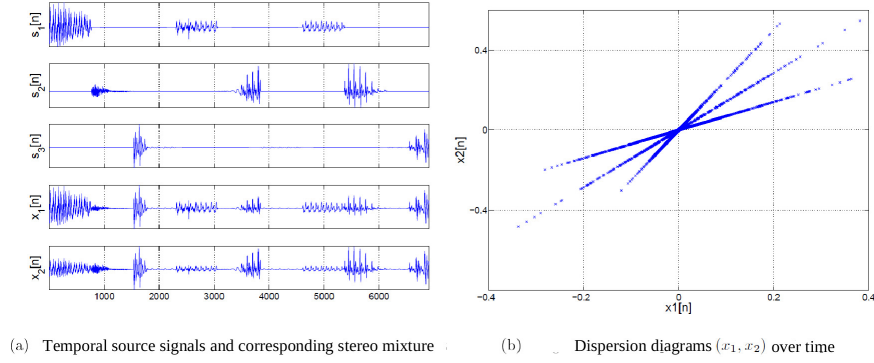 s1[n]
s2[n]
s3[n]
x1[n]
x2[n]
1000 2000 3000 4000 5000 6000
x2[n]
0.4
0
−0.4
−0.4 −0.2 0 0.2 0.4
x1[n]
(a) Temporal source signals and corresponding stereo mixture
(b) Dispersion diagrams (x1, x2) over time